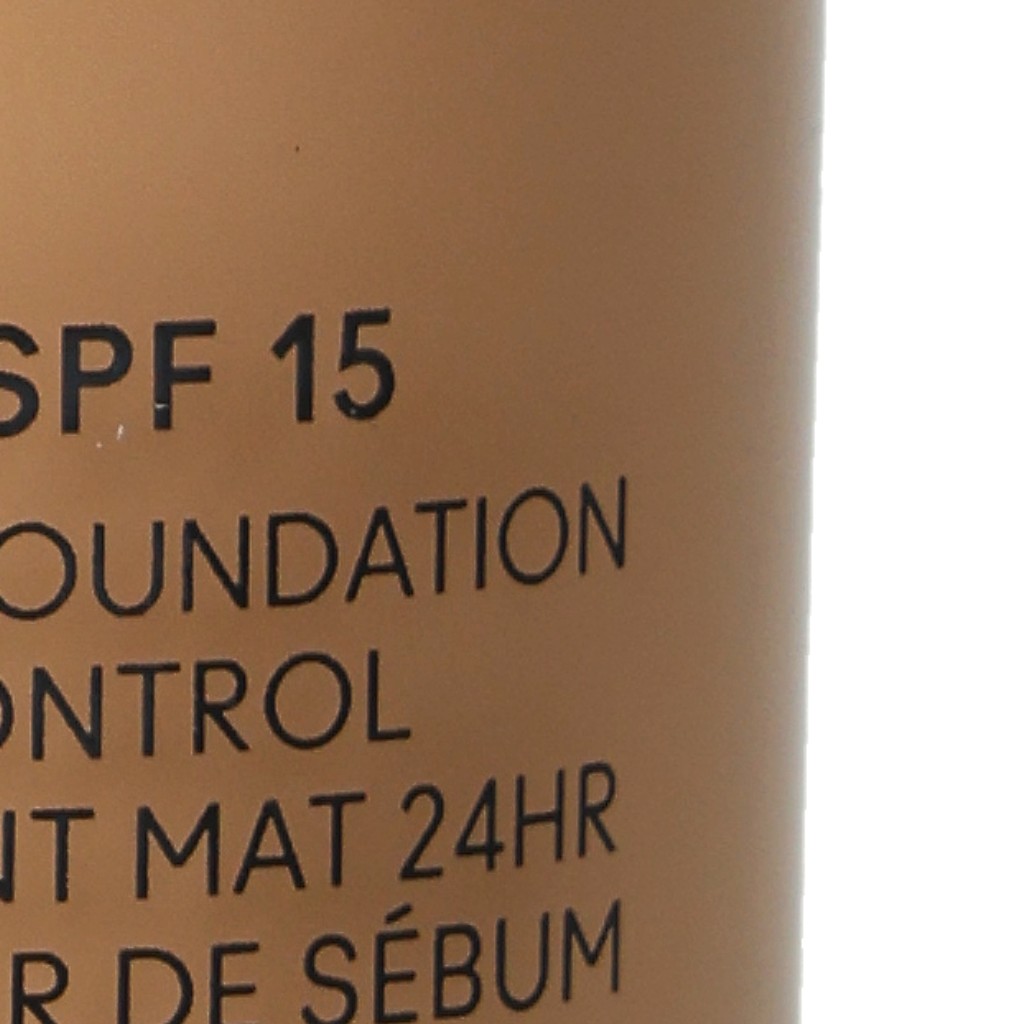 SPF 15
OUNDATION
ONTROL
NT MAT 24HR
R DE SÉBUM